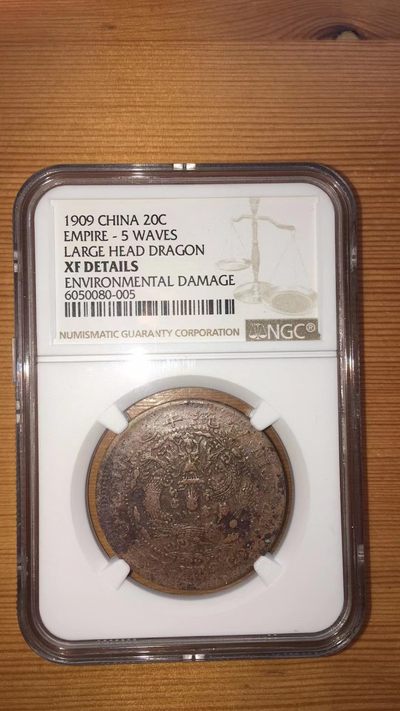 1909 CHINA 20C
EMPIRE - 5 WAVES
LARGE HEAD DRAGON
XF DETAILS
ENVIRONMENTAL DAMAGE
6050080-005
NUMISMATIC GUARANTY CORPORATION
NGC®